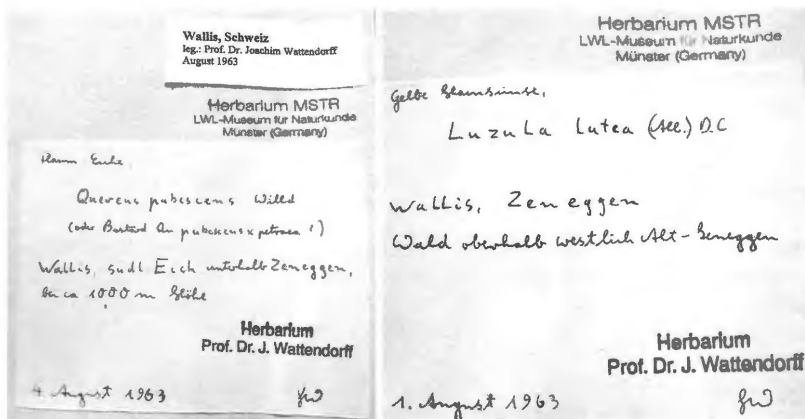 Wallis, Schweiz
leg.: Prof. Dr. Joachim Wattendorff
August 1963
Herbarium MSTR
LWL-Museum für Naturkunde
Münster (Germany)
Flaum Eiche,
Quercus pubescens Willd
(oder Bastard Qu pubescens x petraea !)
Wallis, südl Eich unterhalb Zeneggen,
bei ca 1000 m Höhe
Herbarium
Prof. Dr. J. Wattendorff
4. August 1963 JW
Herbarium MSTR
LWL-Museum für Naturkunde
Münster (Germany)
Gelbe Hainsimse,
Luzula lutea (All.) D.C
Wallis, Zeneggen
Wald oberhalb westlich Alt-Zeneggen
Herbarium
Prof. Dr. J. Wattendorff
1. August 1963 JW